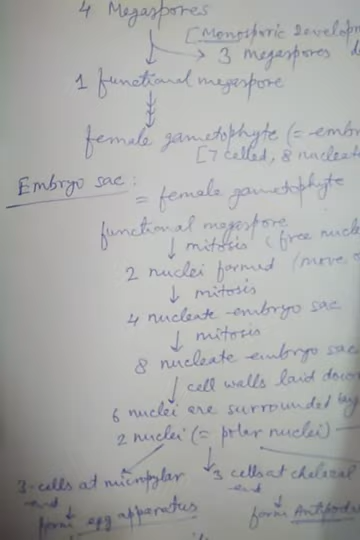 4 Megaspores
[Monosporic Developm
3 megaspores d
1 functional megaspore
female gametophyte (= embr
[7 celled, 8 nucleate
Embryo sac:
= female gametophyte
functional megaspore
↓ mitosis (free nucle
2 nuclei formed (move o
↓ mitosis
4 nucleate embryo sac
↓ mitosis
8 nucleate embryo sac
↓ cell walls laid down
6 nuclei are surrounded by
2 nuclei (= polar nuclei)
3-cells at micropylar 3 cells at chalazal
end end
form egg apparatus form Antipoda